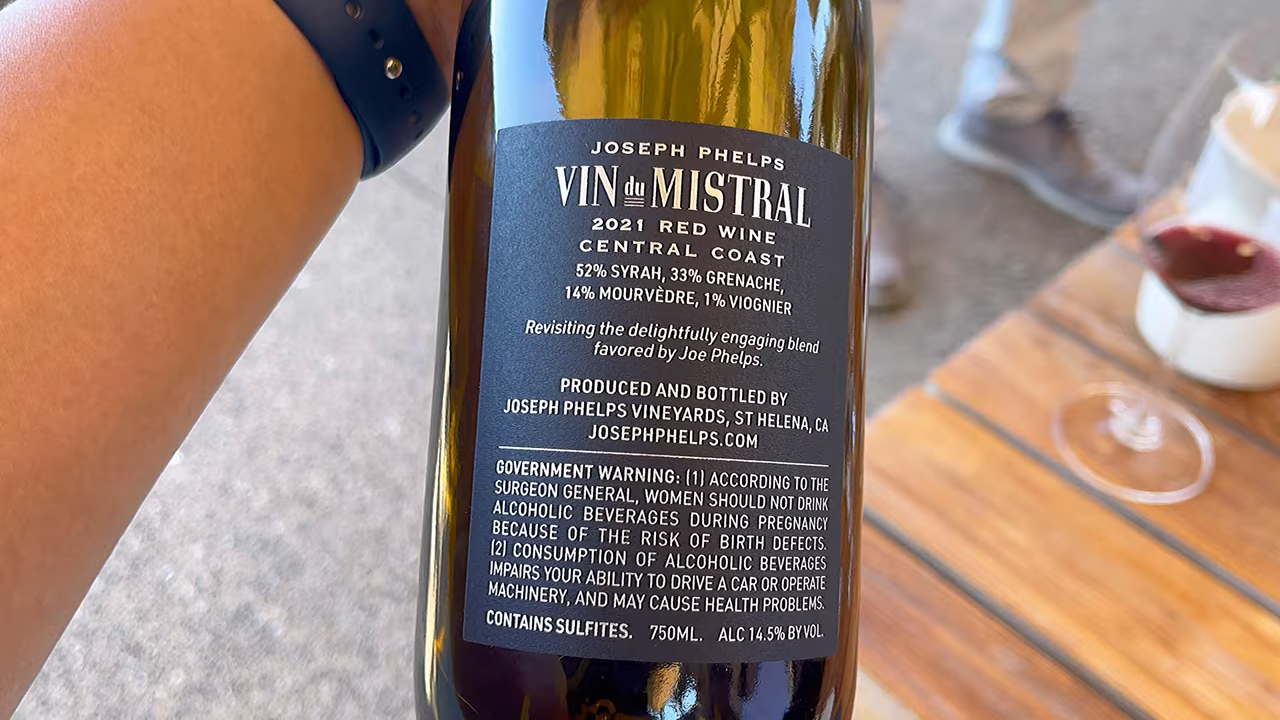 JOSEPH PHELPS
VIN du MISTRAL
2021 RED WINE
CENTRAL COAST
52% SYRAH, 33% GRENACHE,
14% MOURVÈDRE, 1% VIOGNIER
Revisiting the delightfully engaging blend
favored by Joe Phelps.
PRODUCED AND BOTTLED BY
JOSEPH PHELPS VINEYARDS, ST HELENA, CA
JOSEPHPHELPS.COM
GOVERNMENT WARNING: (1) ACCORDING TO THE
SURGEON GENERAL, WOMEN SHOULD NOT DRINK
ALCOHOLIC BEVERAGES DURING PREGNANCY
BECAUSE OF THE RISK OF BIRTH DEFECTS.
(2) CONSUMPTION OF ALCOHOLIC BEVERAGES
IMPAIRS YOUR ABILITY TO DRIVE A CAR OR OPERATE
MACHINERY, AND MAY CAUSE HEALTH PROBLEMS.
CONTAINS SULFITES. 750ML. ALC 14.5% BY VOL.